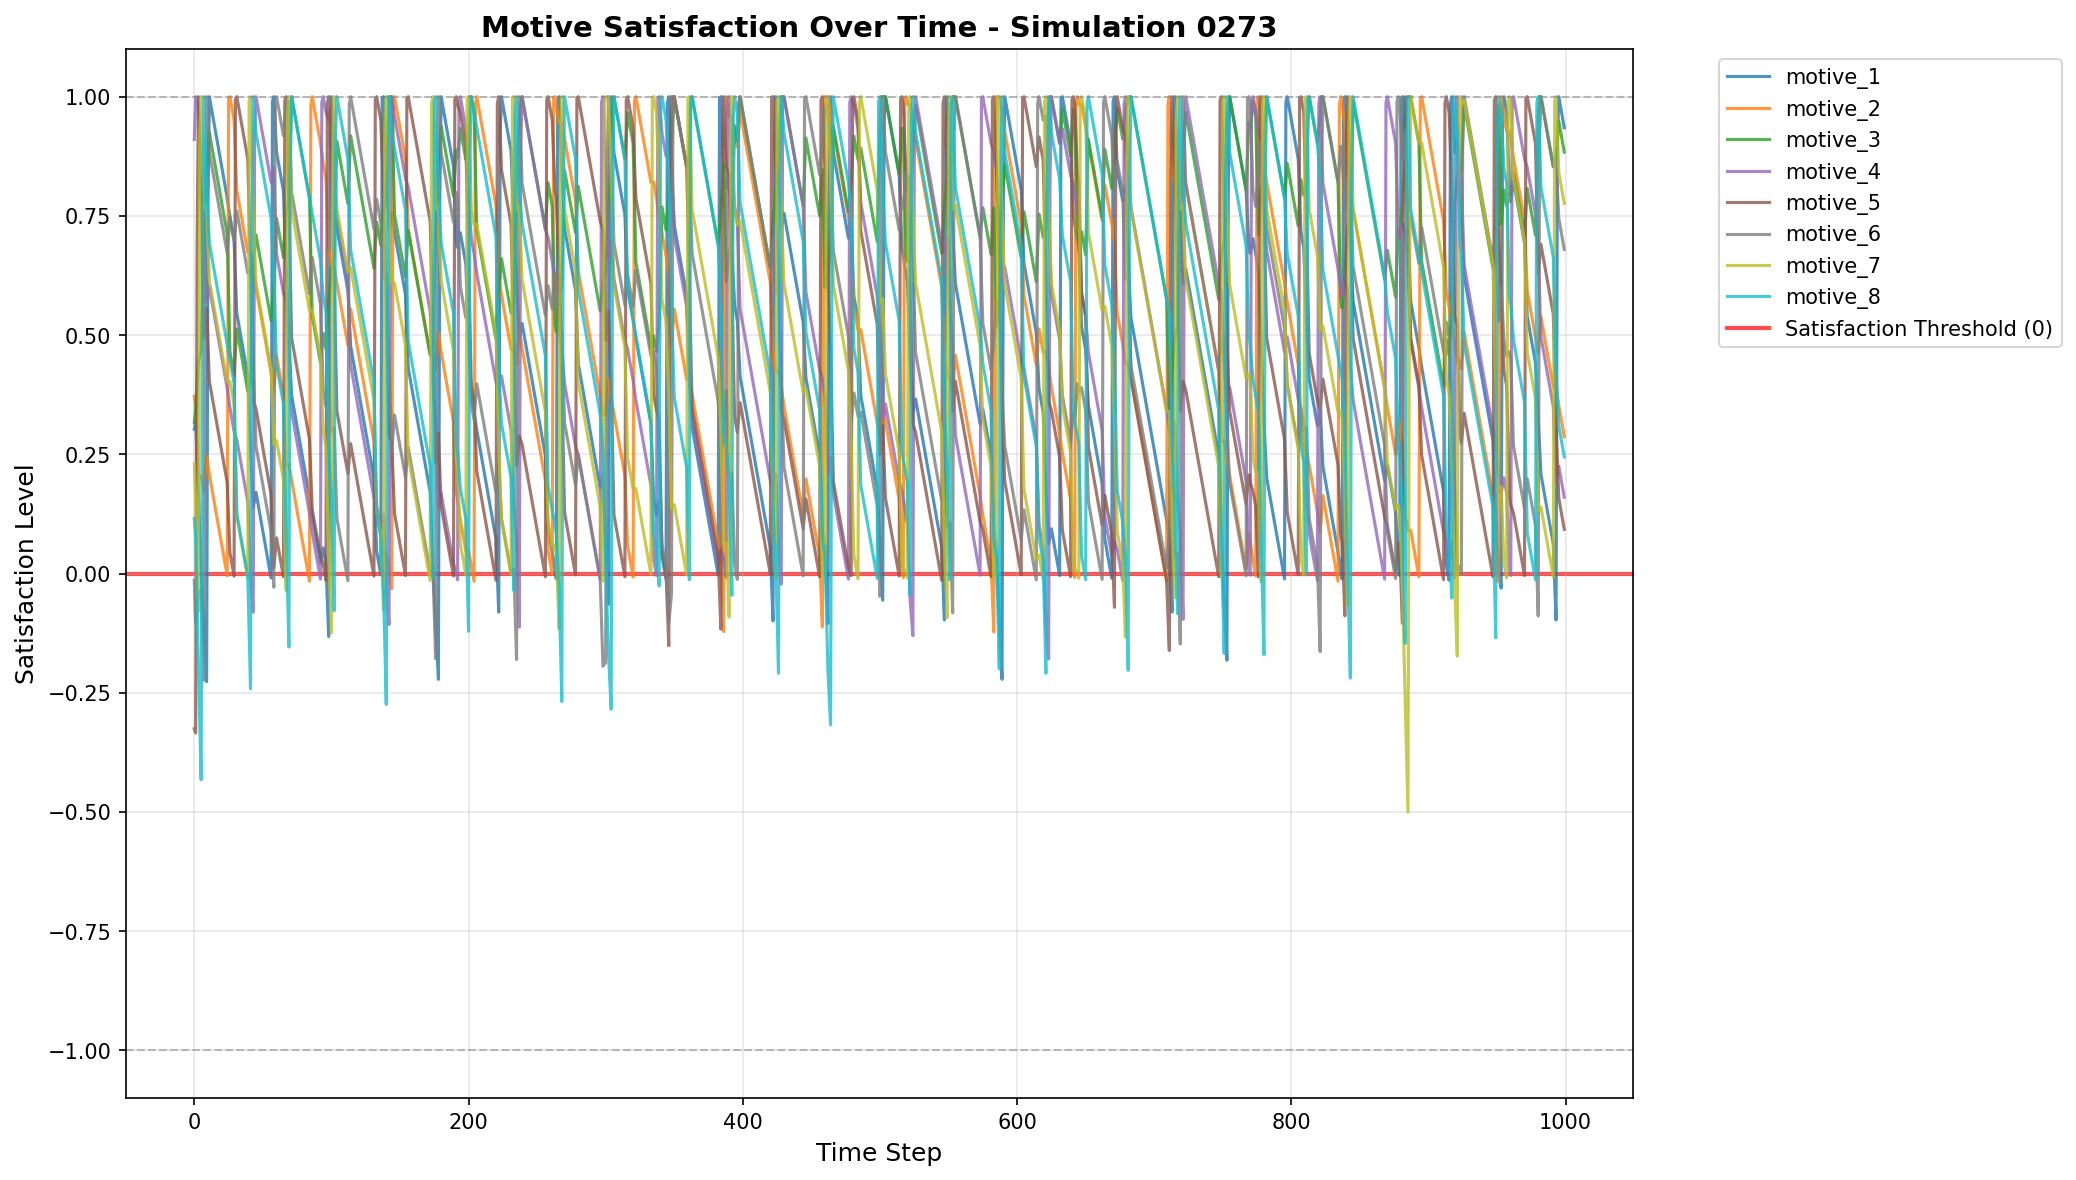 Motive Satisfaction Over Time - Simulation 0273
Satisfaction Level
1.00
0.75
0.50
0.25
0.00
−0.25
−0.50
−0.75
−1.00
0
200
400
600
800
1000
Time Step
motive_1
motive_2
motive_3
motive_4
motive_5
motive_6
motive_7
motive_8
Satisfaction Threshold (0)